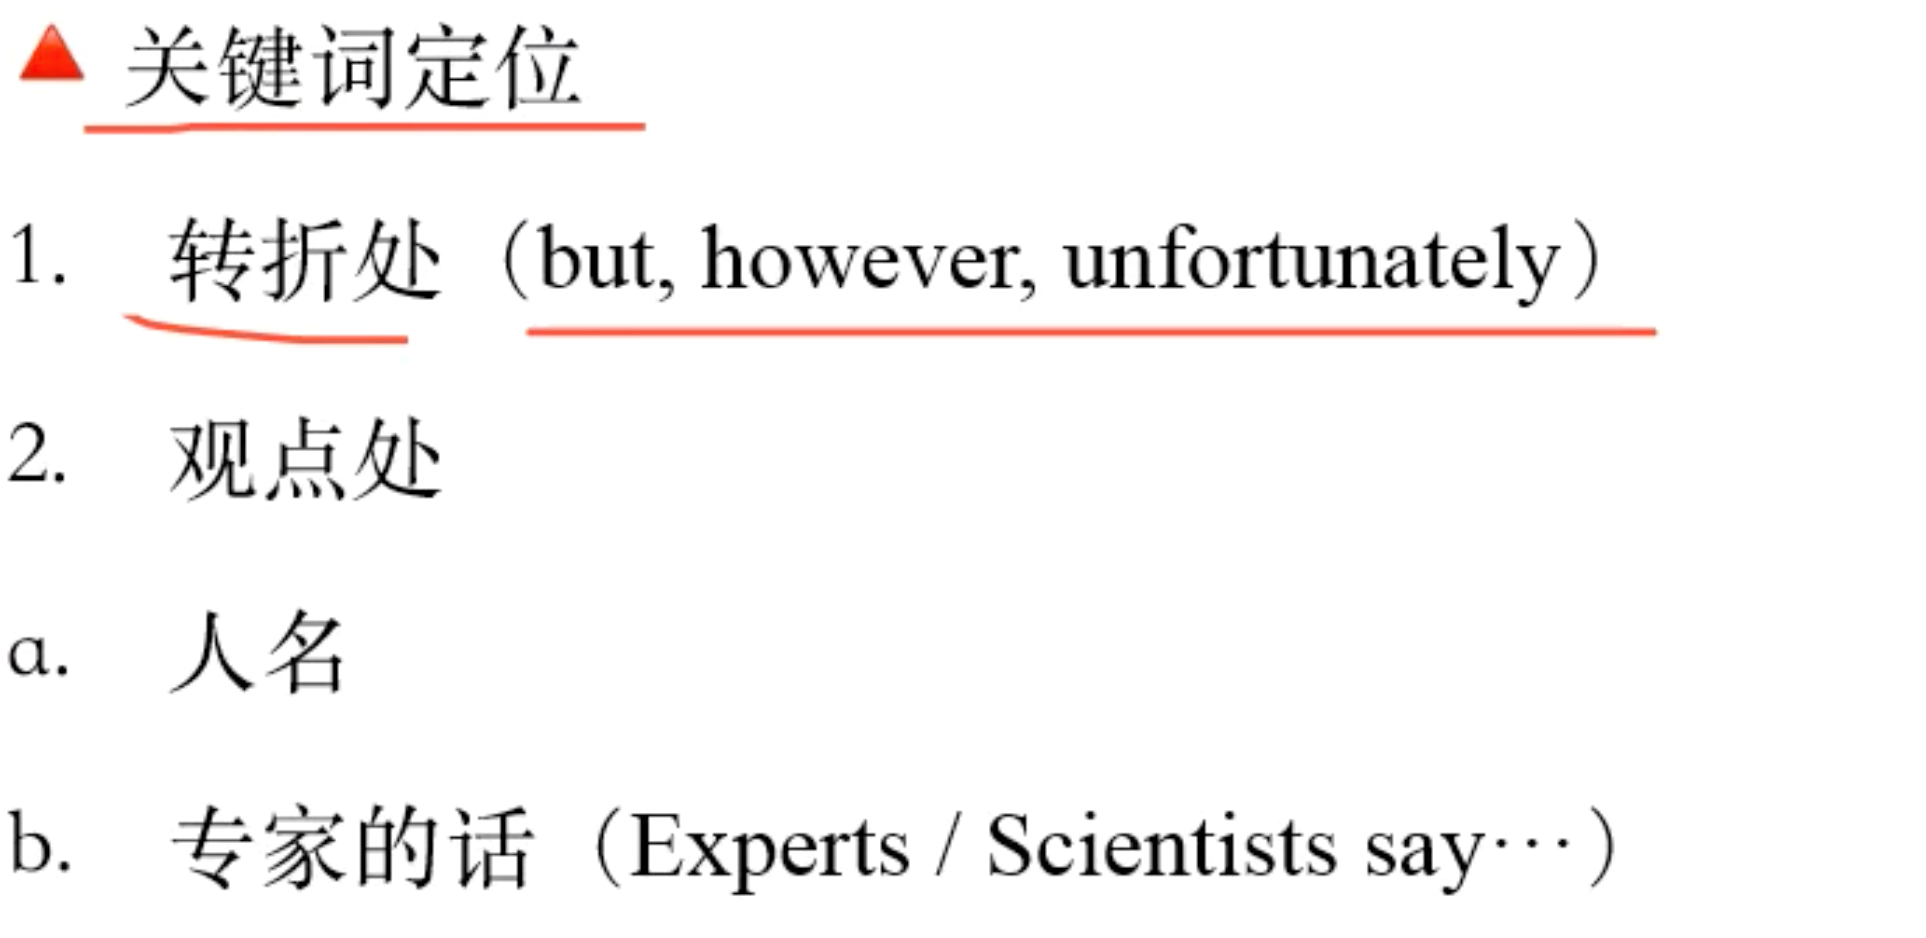 关键词定位
1. 转折处（but, however, unfortunately）
2. 观点处
a. 人名
b. 专家的话（Experts / Scientists say…）